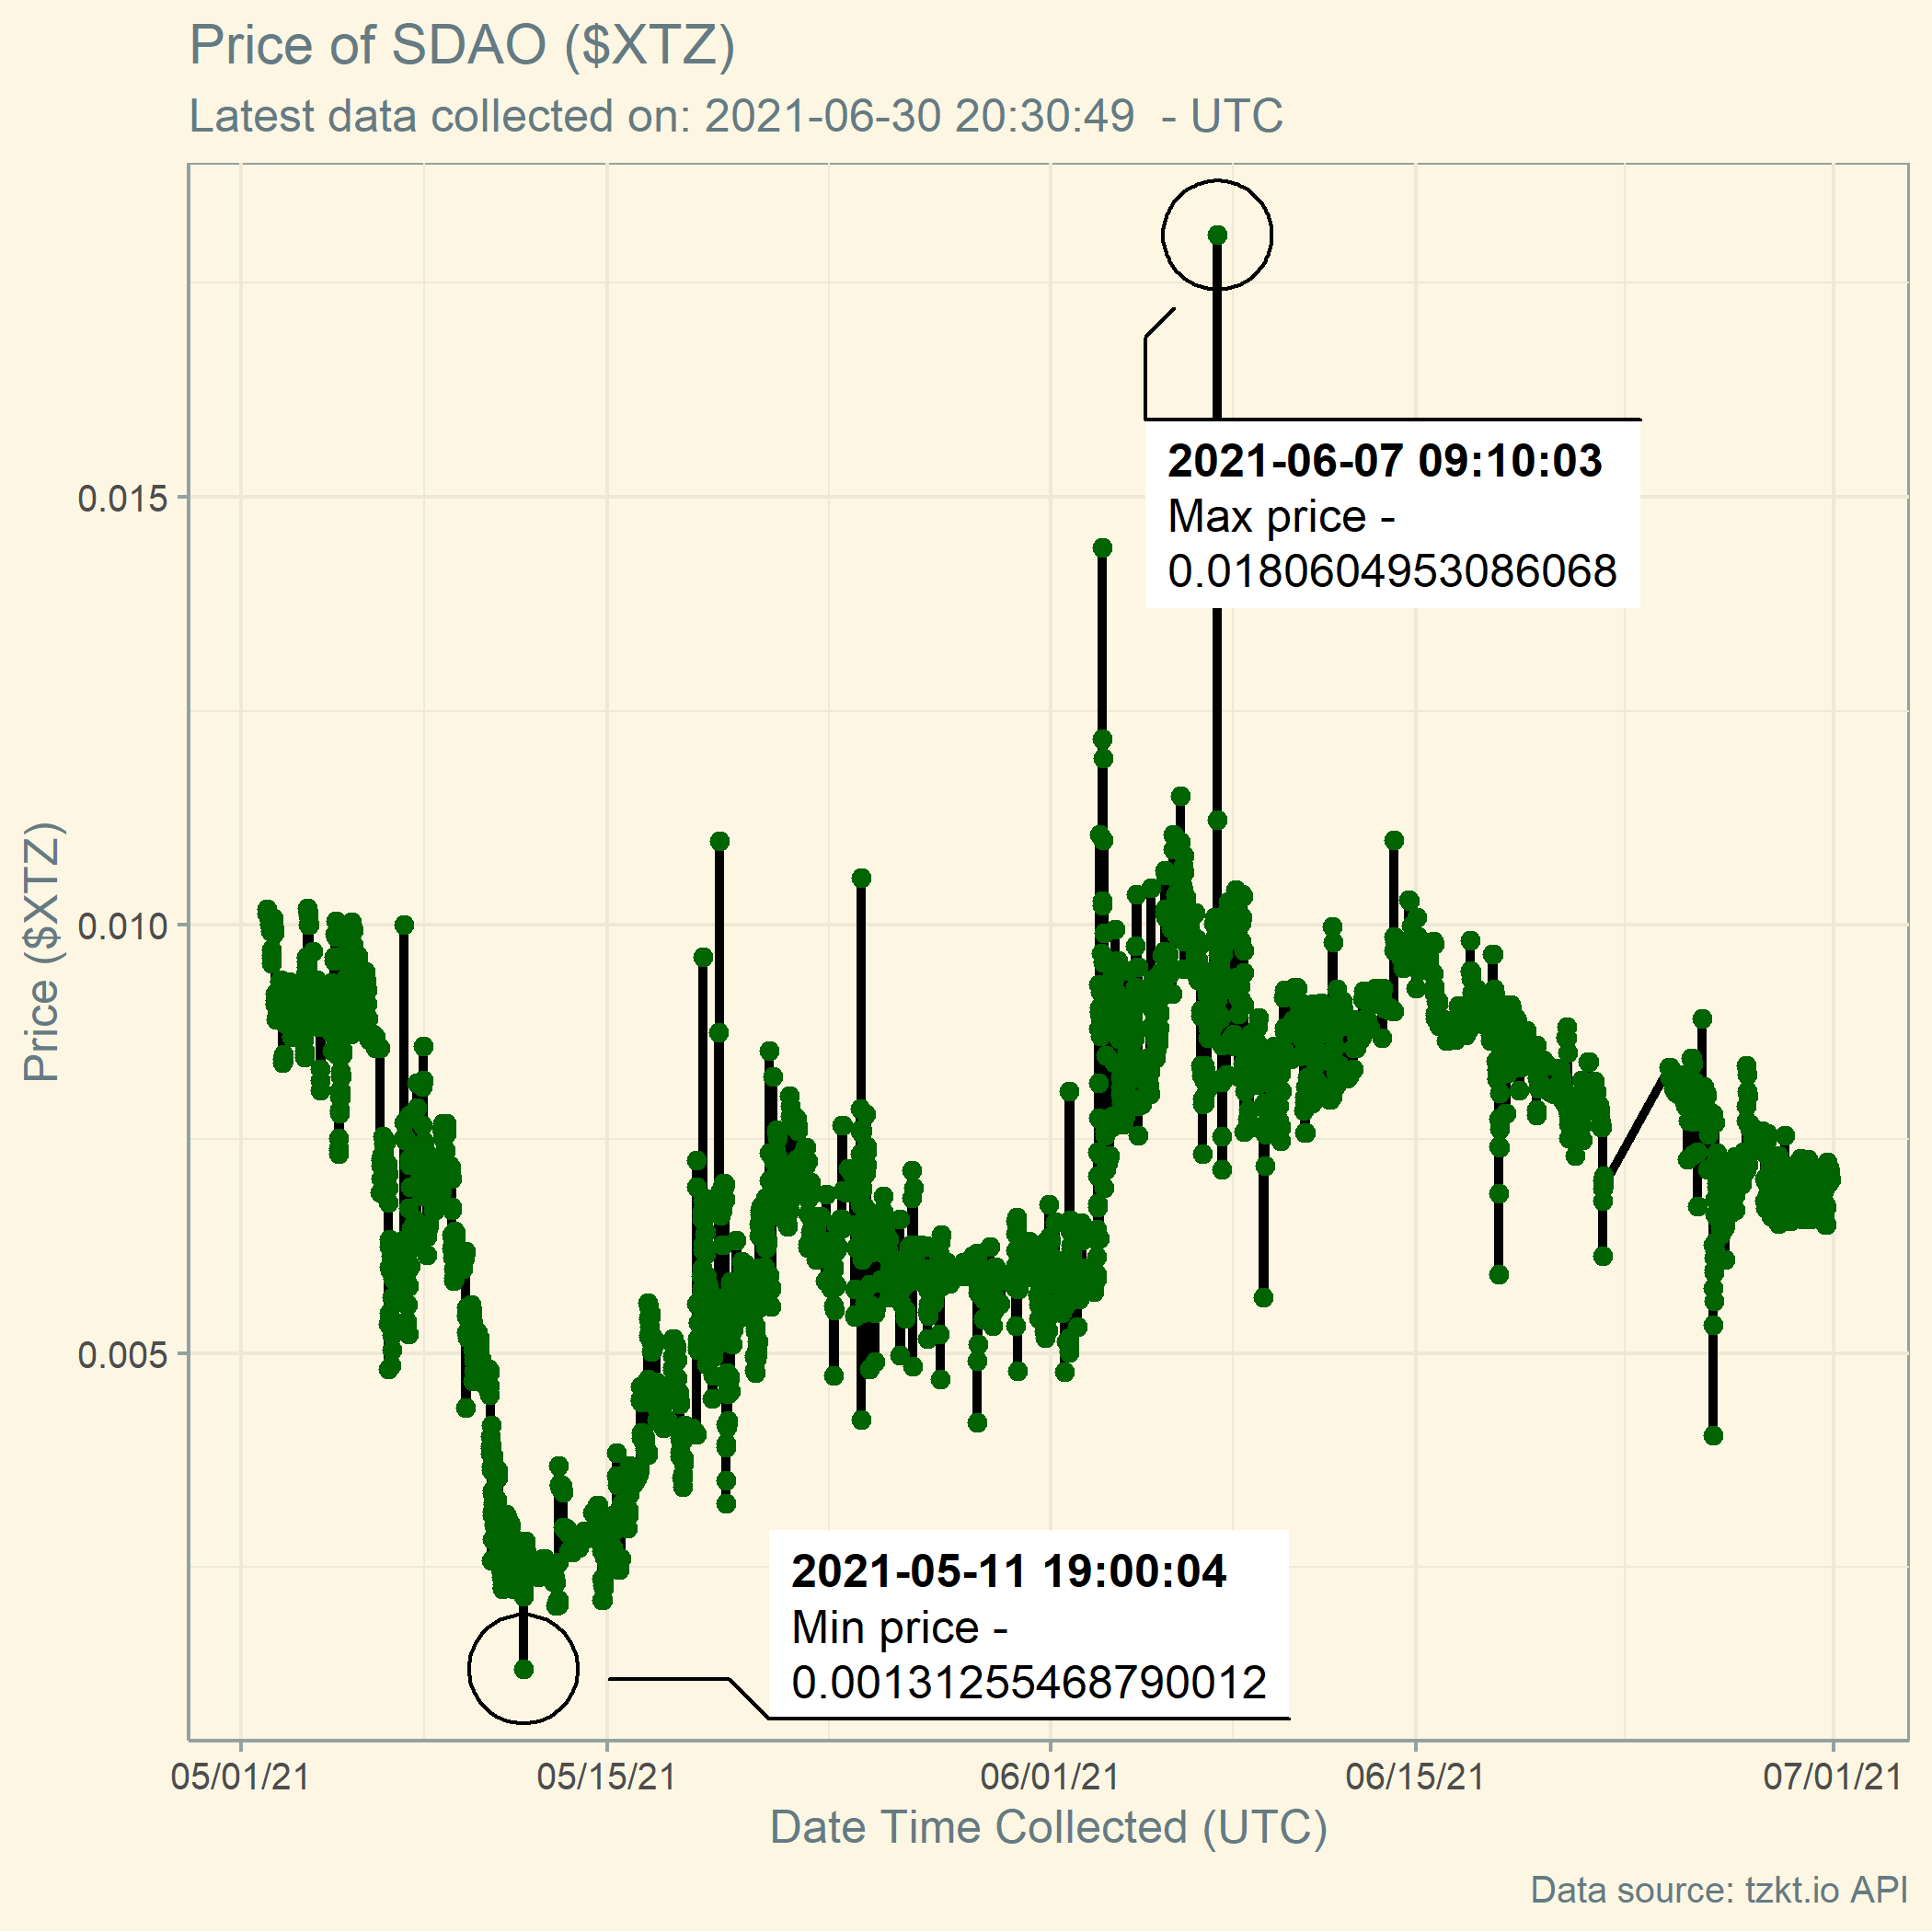 Price of SDAO ($XTZ)
Latest data collected on: 2021-06-30 20:30:49  - UTC
2021-06-07 09:10:03
Max price -
0.0180604953086068
0.015
0.010
Price ($XTZ)
0.005
2021-05-11 19:00:04
Min price -
0.00131255468790012
05/01/21
05/15/21
06/01/21
06/15/21
07/01/21
Date Time Collected (UTC)
Data source: tzkt.io API